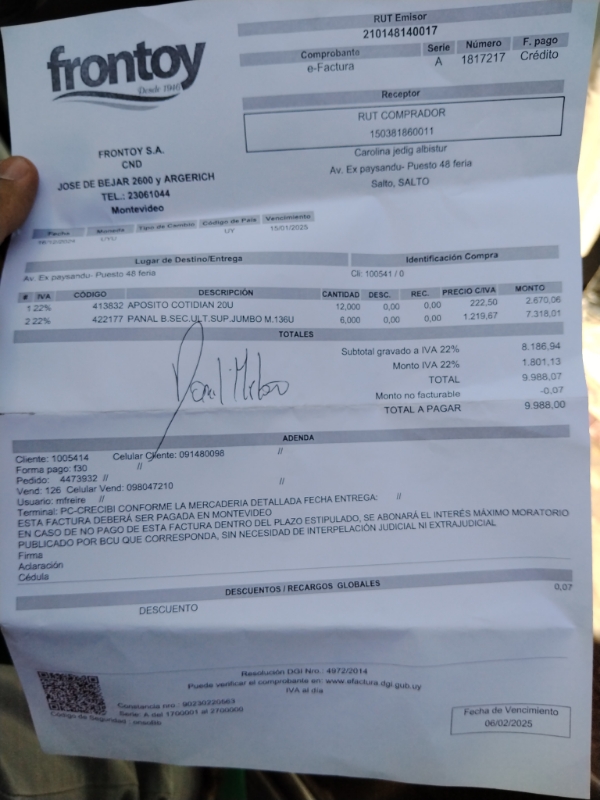 frontoy
Desde 1940
FRONTOY S.A.
CND
JOSE DE BEJAR 2600 y ARGERICH
TEL.: 23061044
Montevideo
RUT Emisor
210148140017
Comprobante Serie Número F. pago
e-Factura A 1817217 Crédito
Receptor
RUT COMPRADOR
150381860011
Carolina jedig albistur
Av. Ex paysandu- Puesto 48 feria
Salto, SALTO
Fecha Moneda Tipo de Cambio Código de País Vencimiento
UYU UY 15/01/2025
Lugar de Destino/Entrega Identificación Compra
Av. Ex paysandu- Puesto 48 feria Cli: 100541 / 0
# IVA CÓDIGO DESCRIPCIÓN CANTIDAD DESC. REC. PRECIO C/IVA MONTO
1 22% 413832 APOSITO COTIDIAN 20U 12,000 0,00 0,00 222,50 2.670,06
2 22% 422177 PANAL B.SEC.ULT.SUP.JUMBO M.136U 6,000 0,00 0,00 1.219,67 7.318,01
TOTALES
Subtotal gravado a IVA 22% 8.186,94
Monto IVA 22% 1.801,13
TOTAL 9.988,07
Monto no facturable -0,07
TOTAL A PAGAR 9.988,00
ADENDA
Cliente: 1005414 Celular Cliente: 091480098 //
Forma pago: f30 //
Pedido: 4473932 //
Vend: 126 Celular Vend: 098047210 //
Usuario: mfreire //
Terminal: PC-CRECIBI CONFORME LA MERCADERIA DETALLADA FECHA ENTREGA: //
ESTA FACTURA DEBERÁ SER PAGADA EN MONTEVIDEO
EN CASO DE NO PAGO DE ESTA FACTURA DENTRO DEL PLAZO ESTIPULADO, SE ABONARÁ EL INTERÉS MÁXIMO MORATORIO
PUBLICADO POR BCU QUE CORRESPONDA, SIN NECESIDAD DE INTERPELACIÓN JUDICIAL NI EXTRAJUDICIAL
Firma
Aclaración
Cédula
DESCUENTOS / RECARGOS GLOBALES
DESCUENTO 0,07
Resolución DGI Nro.: 4972/2014
Puede verificar el comprobante en: www.efactura.dgi.gub.uy
IVA al día
Constancia nro.: 90230220563
Serie: A del 1700001 al 2700000
Código de Seguridad:
Fecha de Vencimiento
06/02/2025